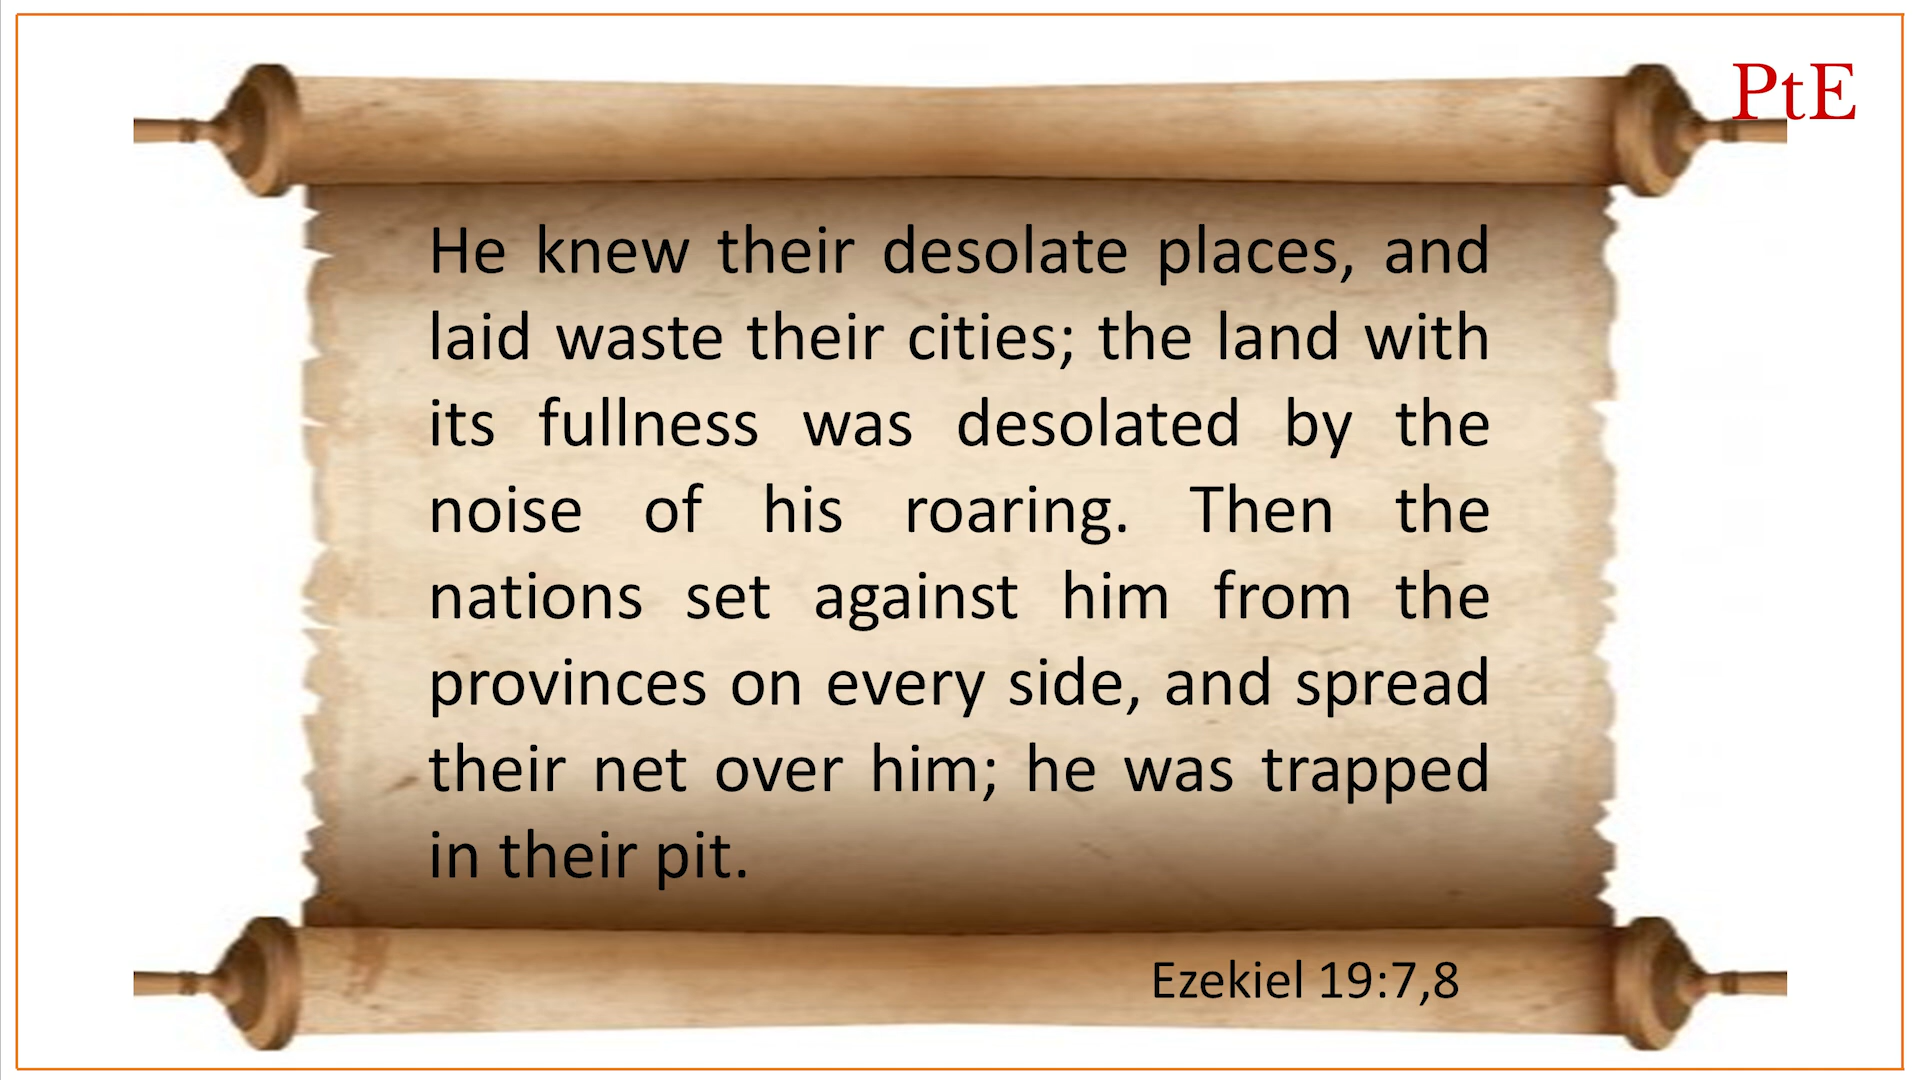 PtE
He knew their desolate places, and
laid waste their cities; the land with
its fullness was desolated by the
noise of his roaring. Then the
nations set against him from the
provinces on every side, and spread
their net over him; he was trapped
in their pit.
Ezekiel 19:7,8